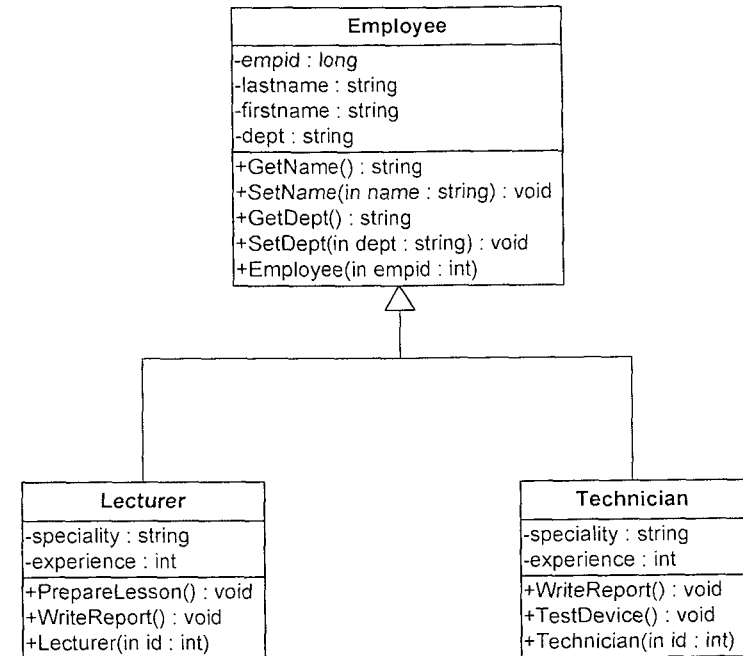 Employee
-empid : long
-lastname : string
-firstname : string
-dept : string
+GetName() : string
+SetName(in name : string) : void
+GetDept() : string
+SetDept(in dept : string) : void
+Employee(in empid : int)
Lecturer
-speciality : string
-experience : int
+PrepareLesson() : void
+WriteReport() : void
+Lecturer(in id : int)
Technician
-speciality : string
-experience : int
+WriteReport() : void
+TestDevice() : void
+Technician(in id : int)